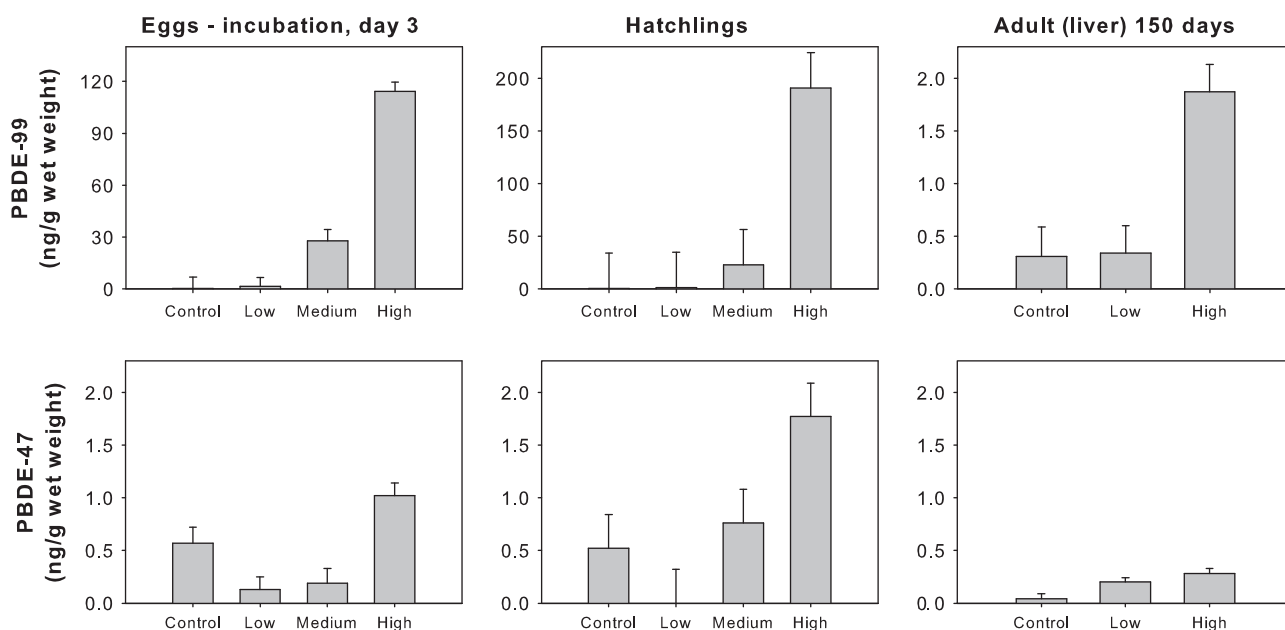 Eggs - incubation, day 3
Hatchlings
Adult (liver) 150 days
PBDE-99
(ng/g wet weight)
120
90
60
30
0
Control Low Medium High
200
150
100
50
0
Control Low Medium High
2.0
1.5
1.0
0.5
0.0
Control Low High
PBDE-47
(ng/g wet weight)
2.0
1.5
1.0
0.5
0.0
Control Low Medium High
2.0
1.5
1.0
0.5
0.0
Control Low Medium High
2.0
1.5
1.0
0.5
0.0
Control Low High